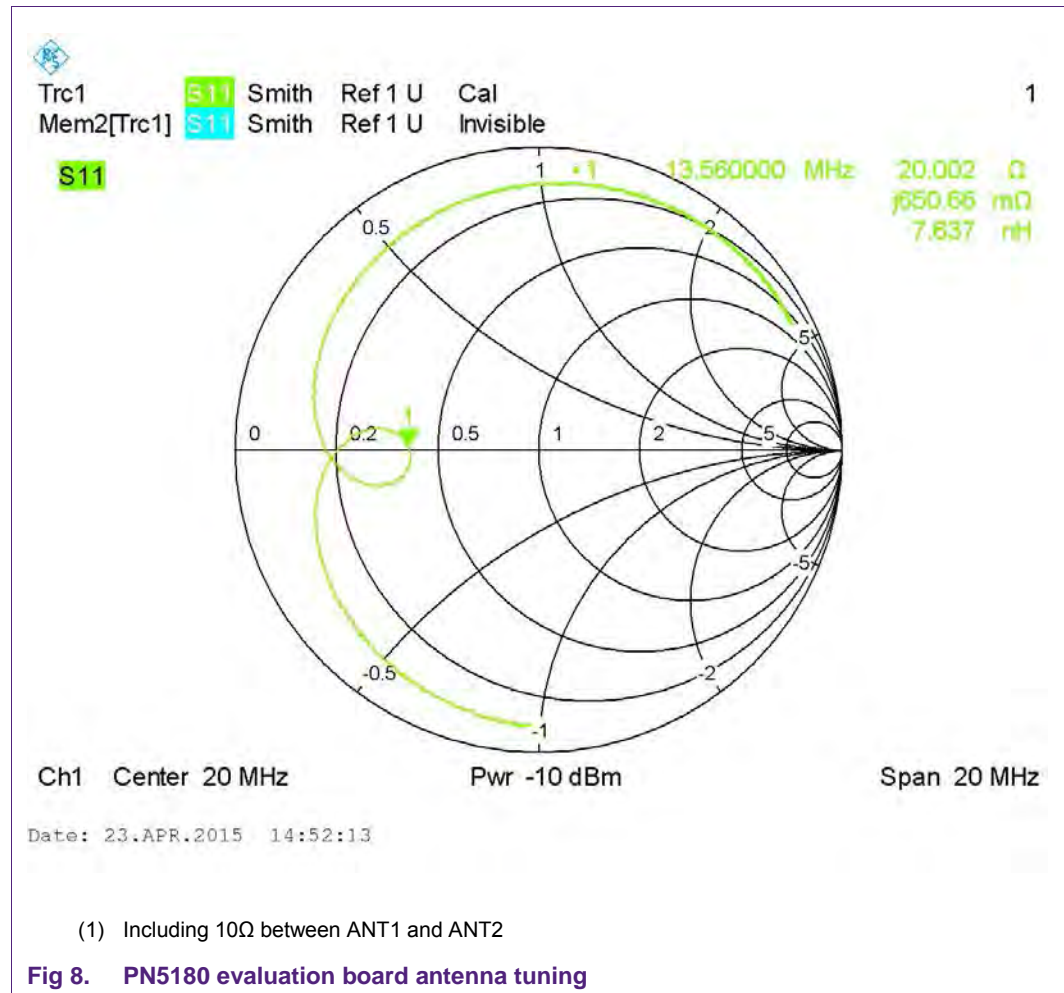 Trc1 S11 Smith Ref 1 U Cal 1
Mem2[Trc1] S11 Smith Ref 1 U Invisible
S11
• 1 13.560000 MHz 20.002 Ω
j650.66 mΩ
7.637 nH
1
0.5
2
5
1
0
0.2
0.5
1
2
5
-5
-0.5
-2
-1
Ch1 Center 20 MHz Pwr -10 dBm Span 20 MHz
Date: 23.APR.2015 14:52:13
(1) Including 10Ω between ANT1 and ANT2
Fig 8. PN5180 evaluation board antenna tuning